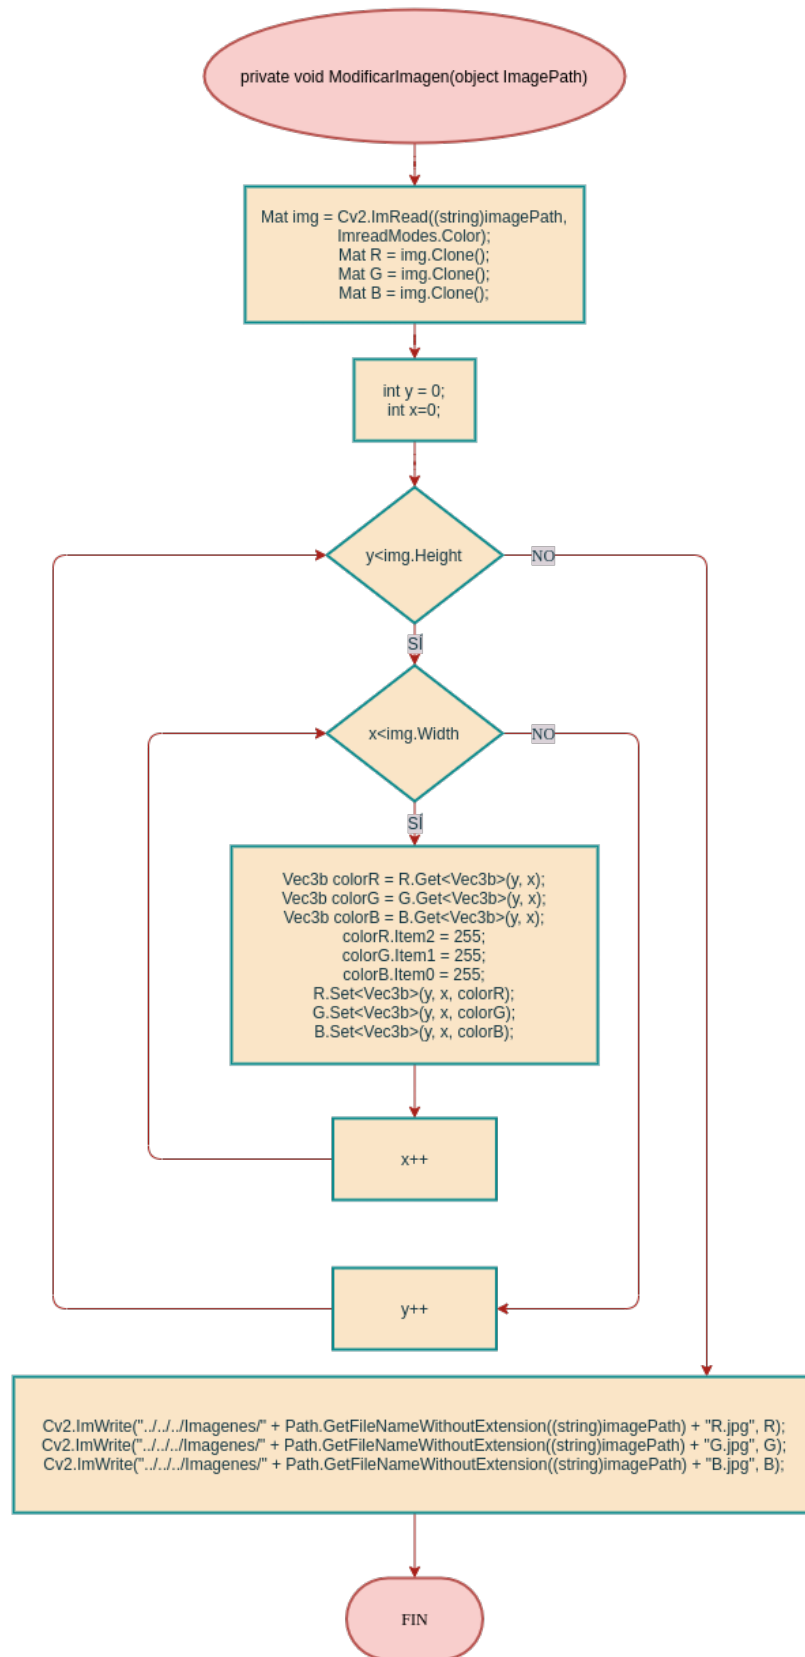 private void ModificarImagen(object ImagePath)
Mat img = Cv2.ImRead((string)imagePath,
ImreadModes.Color);
Mat R = img.Clone();
Mat G = img.Clone();
Mat B = img.Clone();
int y = 0;
int x=0;
y<img.Height
NO
SÍ
x<img.Width
NO
SÍ
Vec3b colorR = R.Get<Vec3b>(y, x);
Vec3b colorG = G.Get<Vec3b>(y, x);
Vec3b colorB = B.Get<Vec3b>(y, x);
colorR.Item2 = 255;
colorG.Item1 = 255;
colorB.Item0 = 255;
R.Set<Vec3b>(y, x, colorR);
G.Set<Vec3b>(y, x, colorG);
B.Set<Vec3b>(y, x, colorB);
x++
y++
Cv2.ImWrite("../../../Imagenes/" + Path.GetFileNameWithoutExtension((string)imagePath) + "R.jpg", R);
Cv2.ImWrite("../../../Imagenes/" + Path.GetFileNameWithoutExtension((string)imagePath) + "G.jpg", G);
Cv2.ImWrite("../../../Imagenes/" + Path.GetFileNameWithoutExtension((string)imagePath) + "B.jpg", B);
FIN